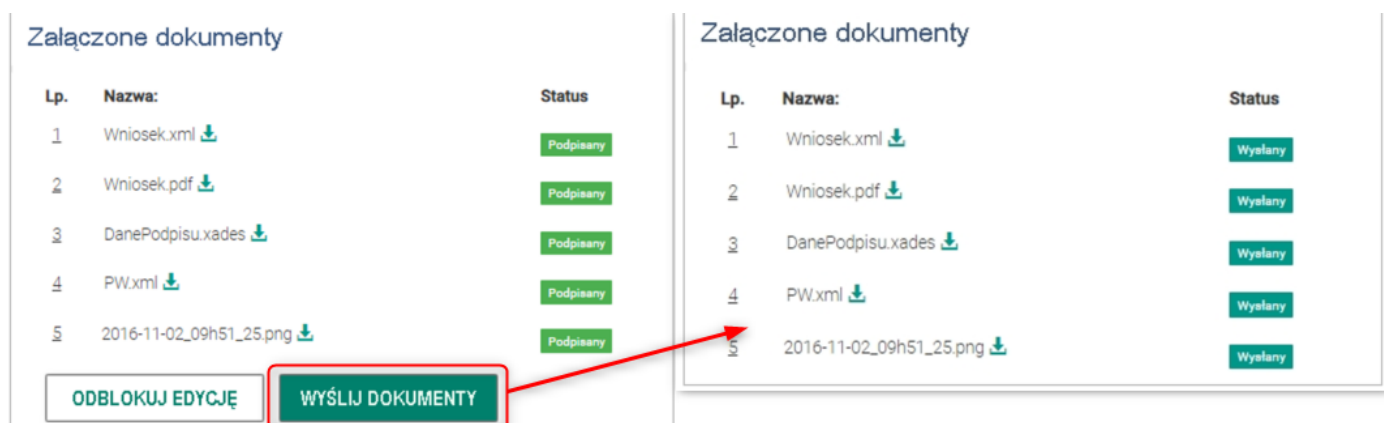 Załączone dokumenty
Lp. Nazwa: Status
1 Wniosek.xml Podpisany
2 Wniosek.pdf Podpisany
3 DanePodpisu.xades Podpisany
4 PW.xml Podpisany
5 2016-11-02_09h51_25.png Podpisany
ODBLOKUJ EDYCJĘ WYŚLIJ DOKUMENTY
Załączone dokumenty
Lp. Nazwa: Status
1 Wniosek.xml Wysłany
2 Wniosek.pdf Wysłany
3 DanePodpisu.xades Wysłany
4 PW.xml Wysłany
5 2016-11-02_09h51_25.png Wysłany